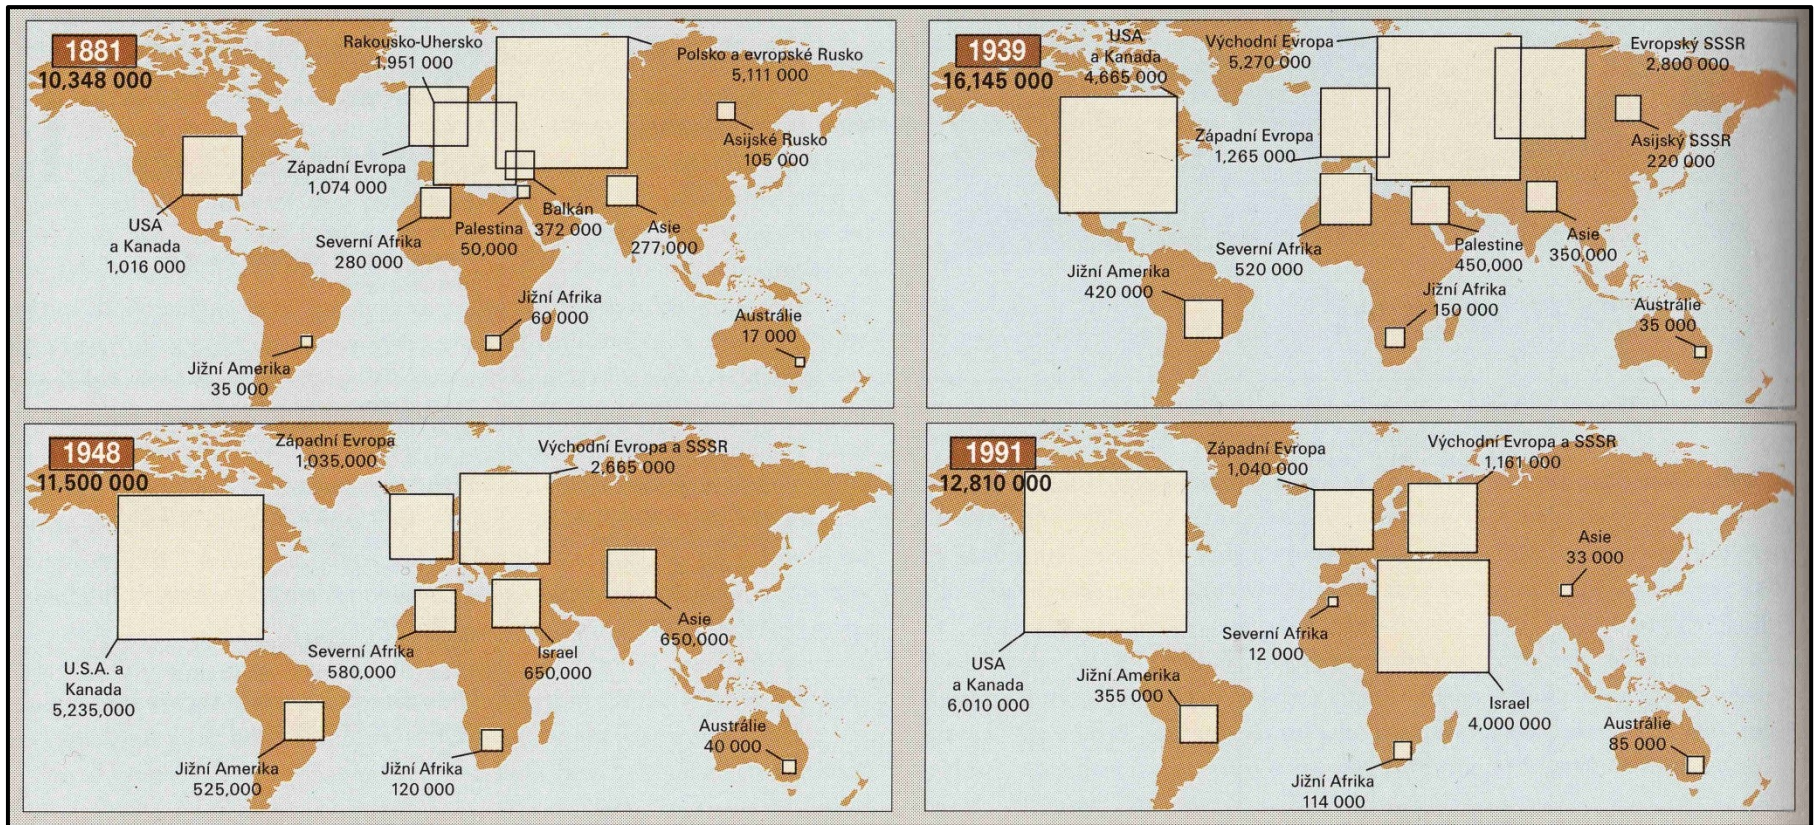 1881
10,348 000
Rakousko-Uhersko
1,951 000
Polsko a evropské Rusko
5,111 000
Asijské Rusko
105 000
Západní Evropa
1,074 000
USA
a Kanada
1,016 000
Severní Afrika
280 000
Palestina
50,000
Balkán
372 000
Asie
277,000
Jižní Afrika
60 000
Jižní Amerika
35 000
Austrálie
17 000
1939
16,145 000
USA
a Kanada
4,665 000
Východní Evropa
5,270 000
Evropský SSSR
2,800 000
Západní Evropa
1,265 000
Asijský SSSR
220 000
Severní Afrika
520 000
Palestine
450,000
Asie
350,000
Jižní Amerika
420 000
Jižní Afrika
150 000
Austrálie
35 000
1948
11,500 000
Západní Evropa
1,035,000
Východní Evropa a SSSR
2,665 000
U.S.A. a
Kanada
5,235,000
Severní Afrika
580,000
Israel
650,000
Asie
650,000
Jižní Amerika
525,000
Jižní Afrika
120 000
Austrálie
40 000
1991
12,810 000
Západní Evropa
1,040 000
Východní Evropa a SSSR
1,161 000
Asie
33 000
USA
a Kanada
6,010 000
Severní Afrika
12 000
Jižní Amerika
355 000
Israel
4,000 000
Jižní Afrika
114 000
Austrálie
85 000